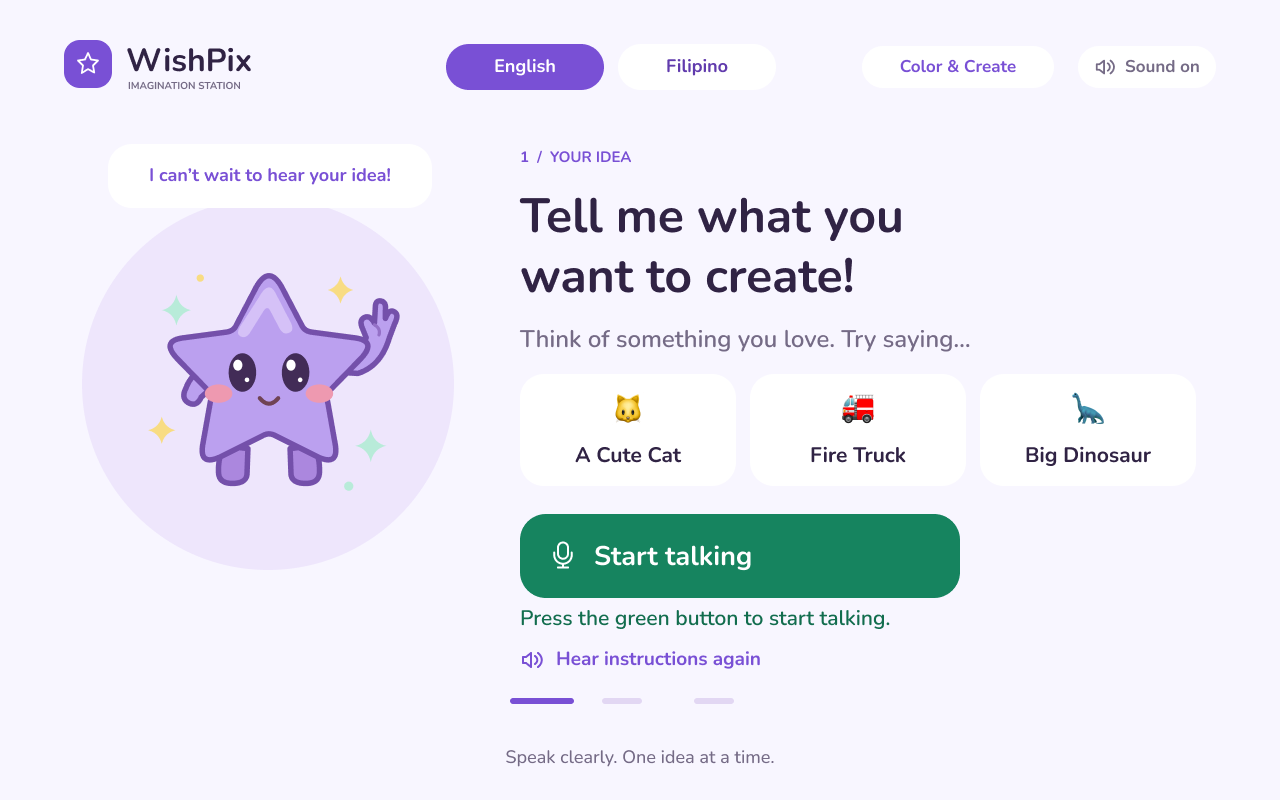 WishPix
IMAGINATION STATION
English
Filipino
Color & Create
Sound on
I can’t wait to hear your idea!
1 / YOUR IDEA
Tell me what you
want to create!
Think of something you love. Try saying...
A Cute Cat
Fire Truck
Big Dinosaur
Start talking
Press the green button to start talking.
Hear instructions again
Speak clearly. One idea at a time.